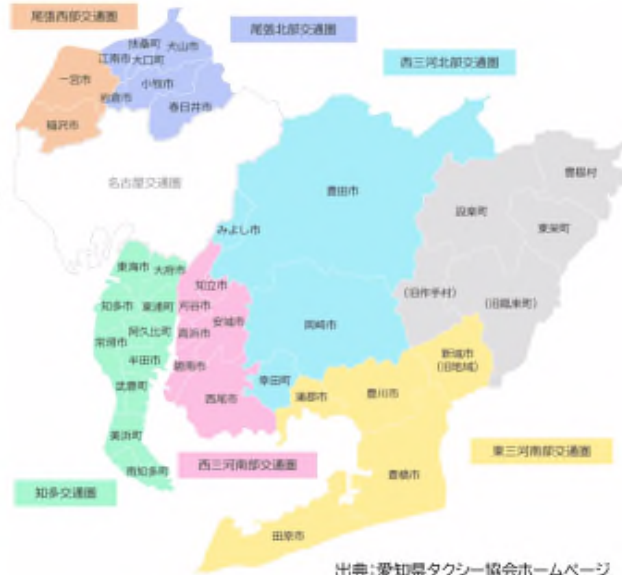 尾張西部交通圏
尾張北部交通圏
扶桑町
犬山市
江南市
大口町
西三河北部交通圏
一宮市
小牧市
岩倉市
春日井市
稲沢市
豊根村
名古屋交通圏
豊田市
設楽町
東栄町
みよし市
東海市
大府市
知立市
(旧作手村)
(旧鳳来町)
知多市
東浦町
刈谷市
安城市
高浜市
岡崎市
阿久比町
常滑市
半田市
碧南市
新城市
(旧地域)
幸田町
武豊町
西尾市
蒲郡市
豊川市
美浜町
南知多町
西三河南部交通圏
東三河南部交通圏
豊橋市
知多交通圏
田原市
出典:愛知県タクシー協会ホームページ